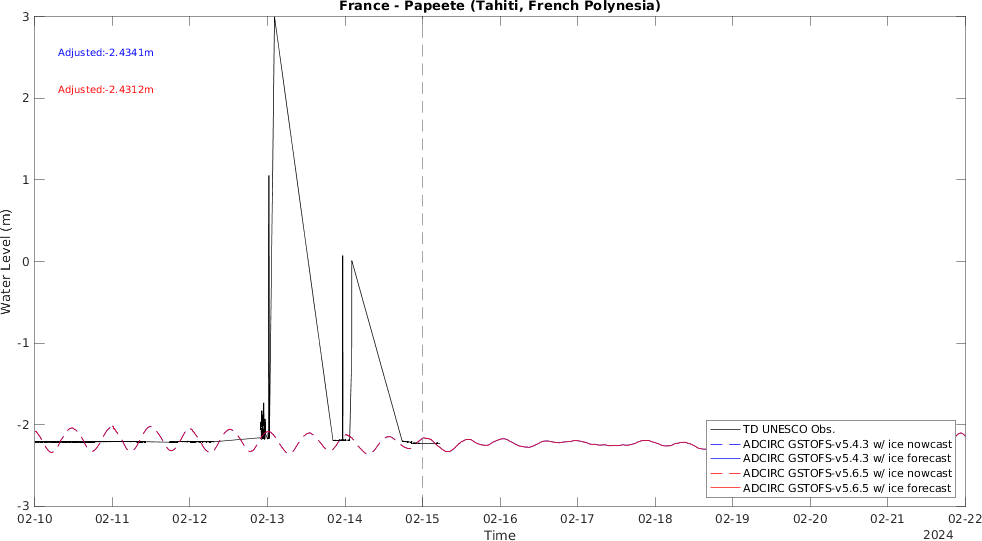 France - Papeete (Tahiti, French Polynesia)
3
Adjusted:-2.4341m
Adjusted:-2.4312m
2
1
0
-1
-2
-3
Water Level (m)
TD UNESCO Obs.
ADCIRC GSTOFS-v5.4.3 w/ ice nowcast
ADCIRC GSTOFS-v5.4.3 w/ ice forecast
ADCIRC GSTOFS-v5.6.5 w/ ice nowcast
ADCIRC GSTOFS-v5.6.5 w/ ice forecast
02-10 02-11 02-12 02-13 02-14 02-15 02-16 02-17 02-18 02-19 02-20 02-21 02-22
Time
2024